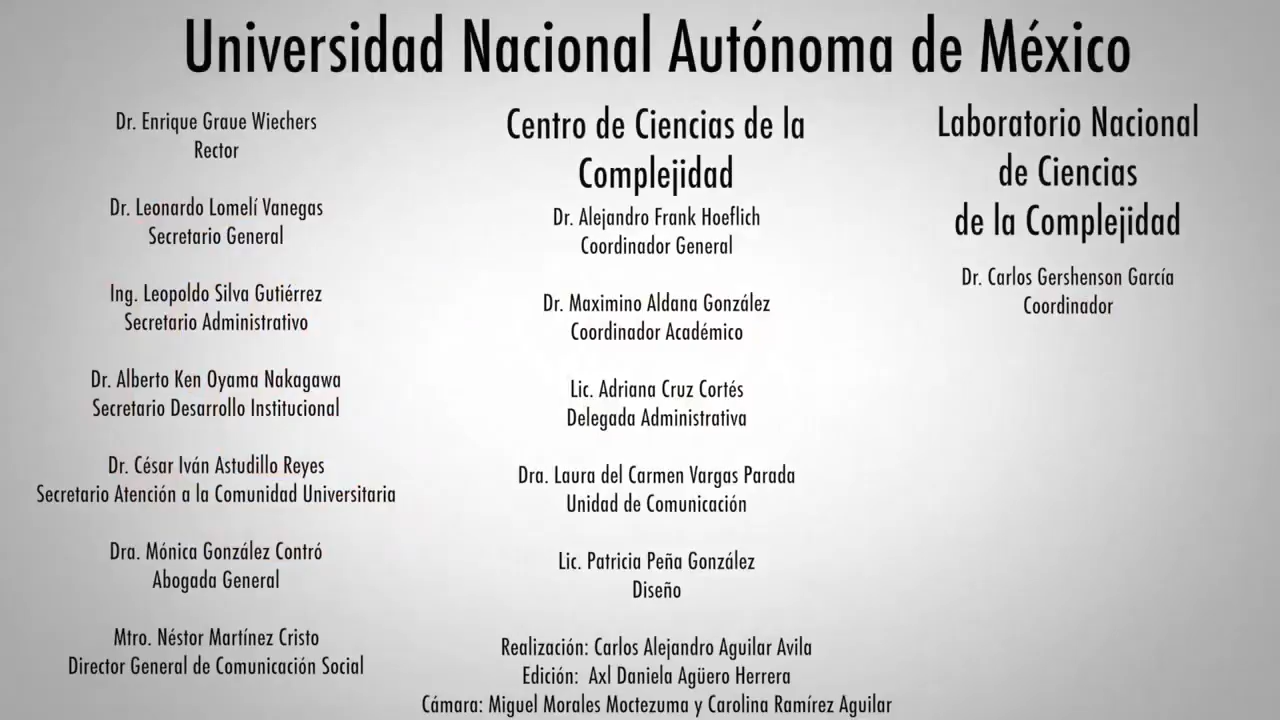 Universidad Nacional Autónoma de México
Dr. Enrique Graue Wiechers
Rector
Dr. Leonardo Lomelí Vanegas
Secretario General
Ing. Leopoldo Silva Gutiérrez
Secretario Administrativo
Dr. Alberto Ken Oyama Nakagawa
Secretario Desarrollo Institucional
Dr. César Iván Astudillo Reyes
Secretario Atención a la Comunidad Universitaria
Dra. Mónica González Contró
Abogada General
Mtro. Néstor Martínez Cristo
Director General de Comunicación Social
Centro de Ciencias de la
Complejidad
Dr. Alejandro Frank Hoeflich
Coordinador General
Dr. Maximino Aldana González
Coordinador Académico
Lic. Adriana Cruz Cortés
Delegada Administrativa
Dra. Laura del Carmen Vargas Parada
Unidad de Comunicación
Lic. Patricia Peña González
Diseño
Realización: Carlos Alejandro Aguilar Avila
Edición: Axl Daniela Agüero Herrera
Cámara: Miguel Morales Moctezuma y Carolina Ramírez Aguilar
Laboratorio Nacional
de Ciencias
de la Complejidad
Dr. Carlos Gershenson García
Coordinador